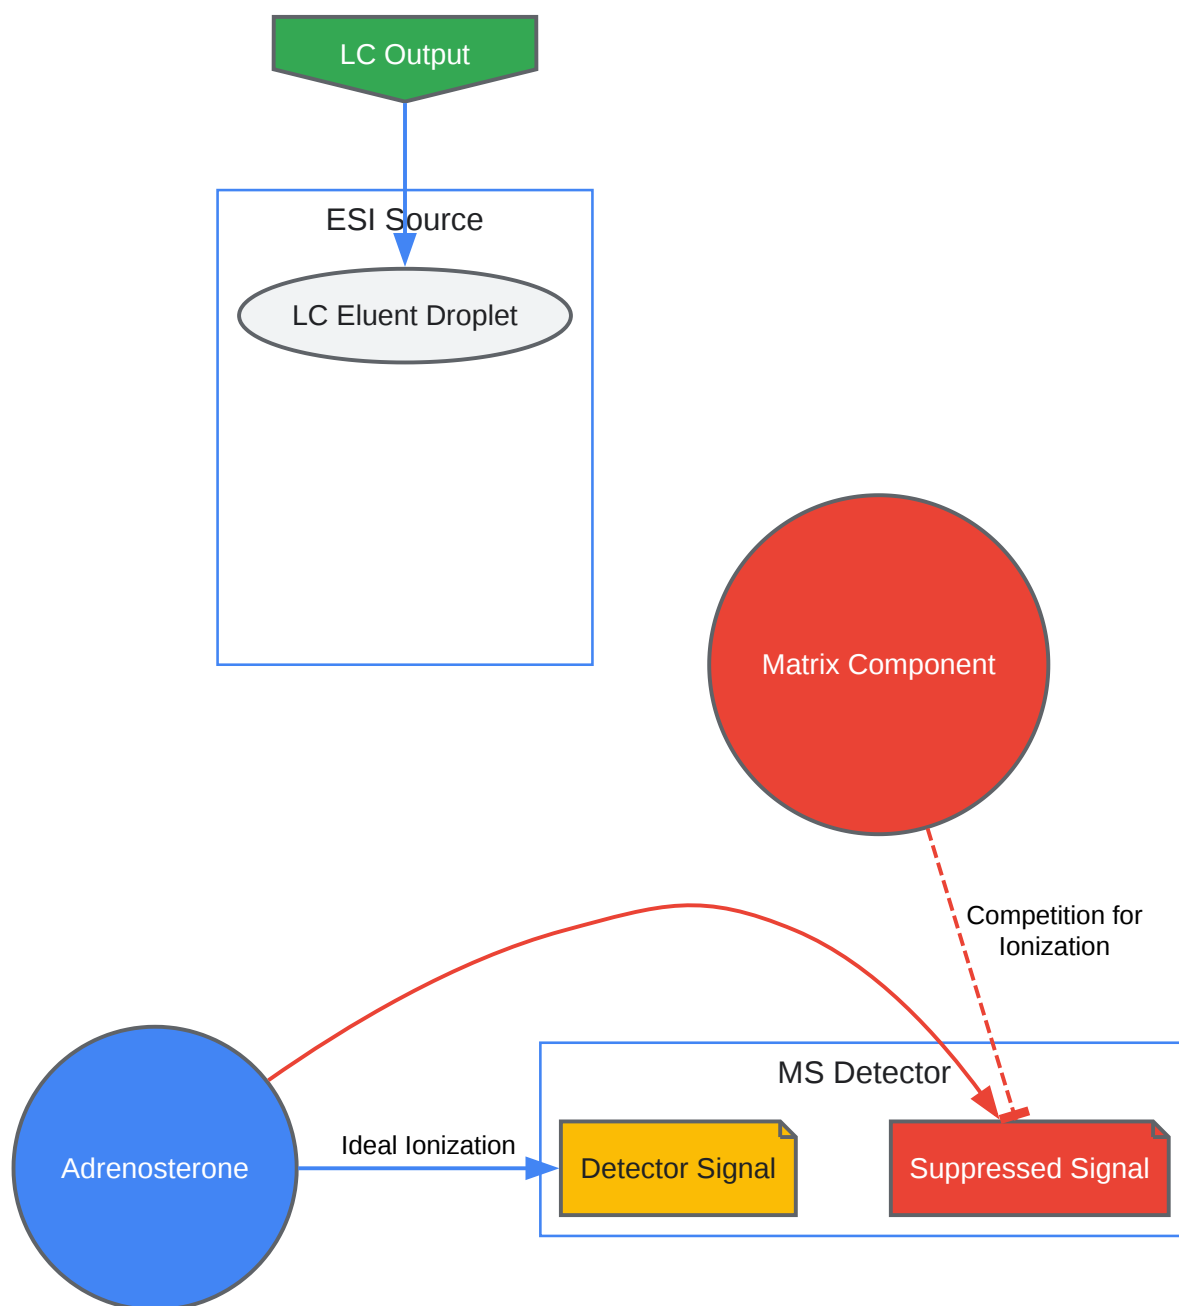 LC Output
ESI Source
LC Eluent Droplet
Matrix Component
Competition for
Ionization
MS Detector
Ideal Ionization
Adrenosterone
Detector Signal
Suppressed Signal